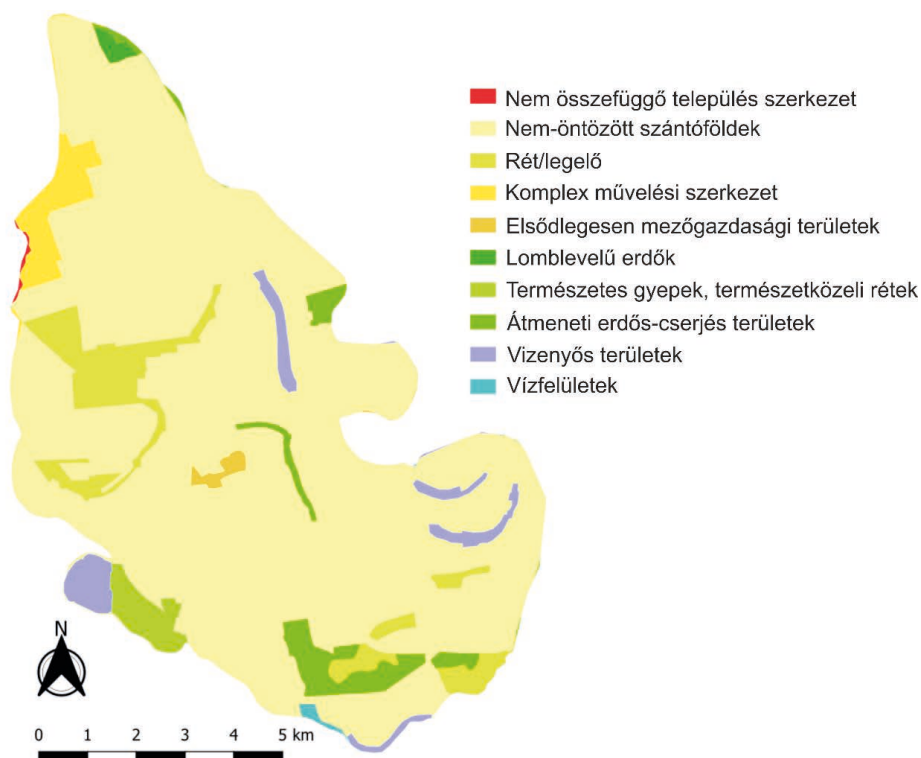 Nem összefüggő település szerkezet
Nem-öntözött szántóföldek
Rét/legelő
Komplex művelési szerkezet
Elsődlegesen mezőgazdasági területek
Lomblevelű erdők
Természetes gyepek, természetközeli rétek
Átmeneti erdős-cserjés területek
Vizenyős területek
Vízfelületek
N
0 1 2 3 4 5 km